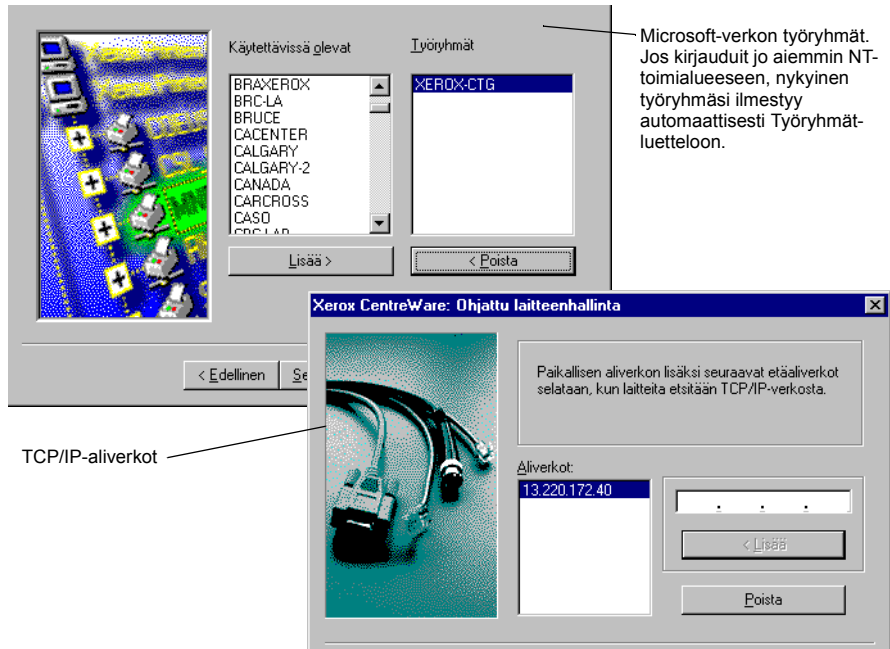 Käytettävissä olevat
Työryhmät
BRAXEROX
BRC-LA
BRUCE
CACENTER
CALGARY
CALGARY-2
CANADA
CARCROSS
CASO
XEROX-CTG
Lisää >
< Poista
< Edellinen
Microsoft-verkon työryhmät.
Jos kirjauduit jo aiemmin NT-
toimialueeseen, nykyinen
työryhmäsi ilmestyy
automaattisesti Työryhmät-
luetteloon.
Xerox CentreWare: Ohjattu laitteenhallinta
Paikallisen aliverkon lisäksi seuraavat etäaliverkot
selataan, kun laitteita etsitään TCP/IP-verkosta.
TCP/IP-aliverkot
Aliverkot:
13.220.172.40
. . .
< Lisää
Poista